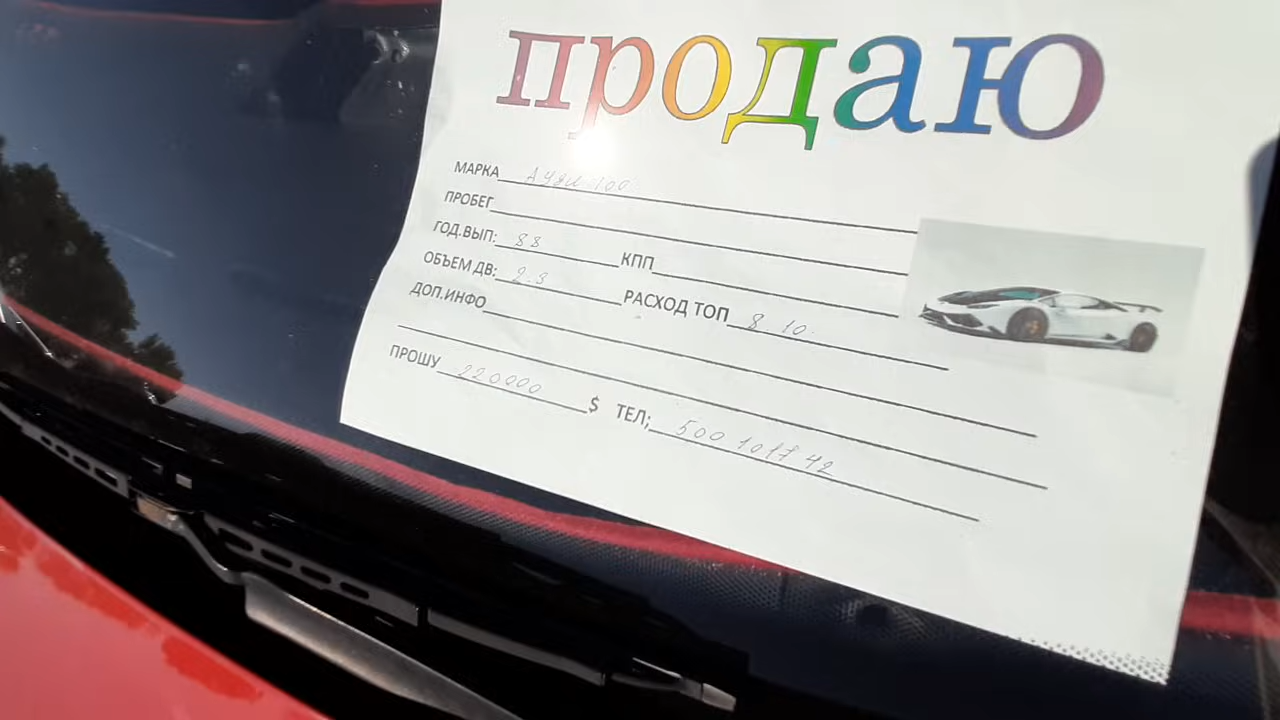 продаю
МАРКА Ауди 100
ПРОБЕГ
ГОД.ВЫП: 88 КПП
ОБЪЕМ ДВ: 2.3 РАСХОД ТОП 8 10
ДОП.ИНФО
ПРОШУ 220000 $ ТЕЛ; 500 1017 42